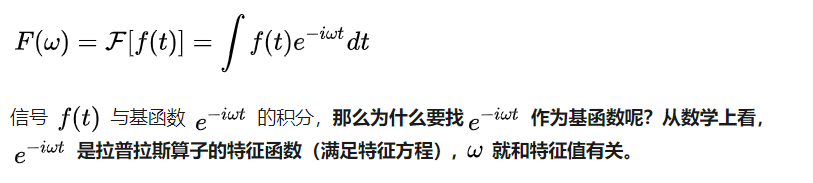 F(ω) = ℱ[f(t)] = ∫ f(t)e^{-iωt}dt
信号 f(t) 与基函数 e^{-iωt} 的积分，那么为什么要找 e^{-iωt} 作为基函数呢？从数学上看，
e^{-iωt} 是拉普拉斯算子的特征函数（满足特征方程），ω 就和特征值有关。